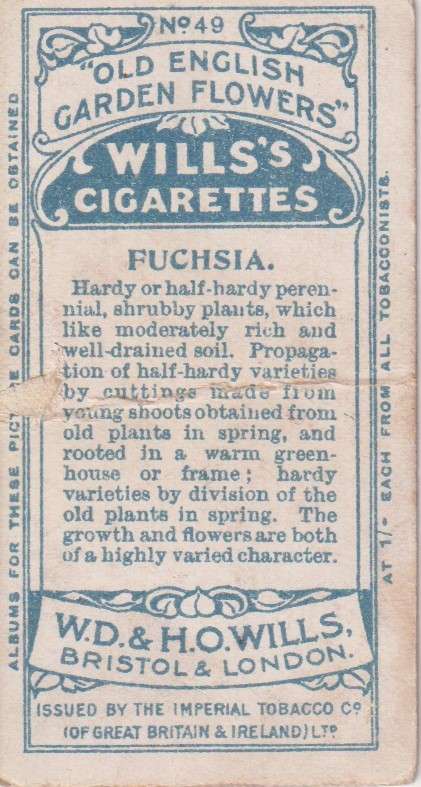 No 49
"OLD ENGLISH
GARDEN FLOWERS"
WILLS'S
CIGARETTES
FUCHSIA.
Hardy or half-hardy peren-
nial, shrubby plants, which
like moderately rich and
well-drained soil. Propaga-
tion of half-hardy varieties
by cuttings made from
young shoots obtained from
old plants in spring, and
rooted in a warm green-
house or frame; hardy
varieties by division of the
old plants in spring. The
growth and flowers are both
of a highly varied character.
W.D. & H.O. WILLS,
BRISTOL & LONDON.
ISSUED BY THE IMPERIAL TOBACCO Co
(OF GREAT BRITAIN & IRELAND) LTD
ALBUMS FOR THESE CARDS CAN BE OBTAINED
AT 1/- EACH FROM ALL TOBACCONISTS.